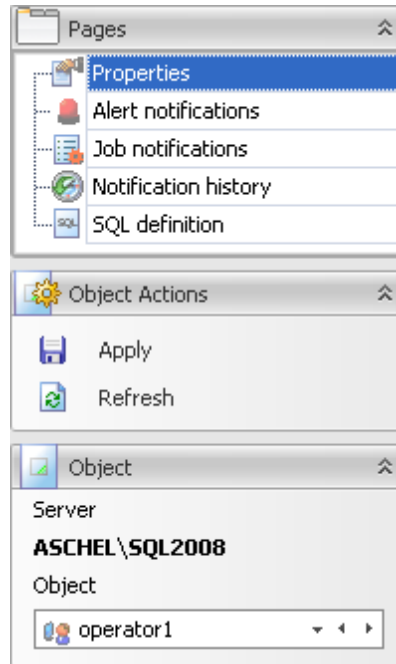 Pages
Properties
Alert notifications
Job notifications
Notification history
SQL SQL definition
Object Actions
Apply
Refresh
Object
Server
ASCHEL\SQL2008
Object
operator1